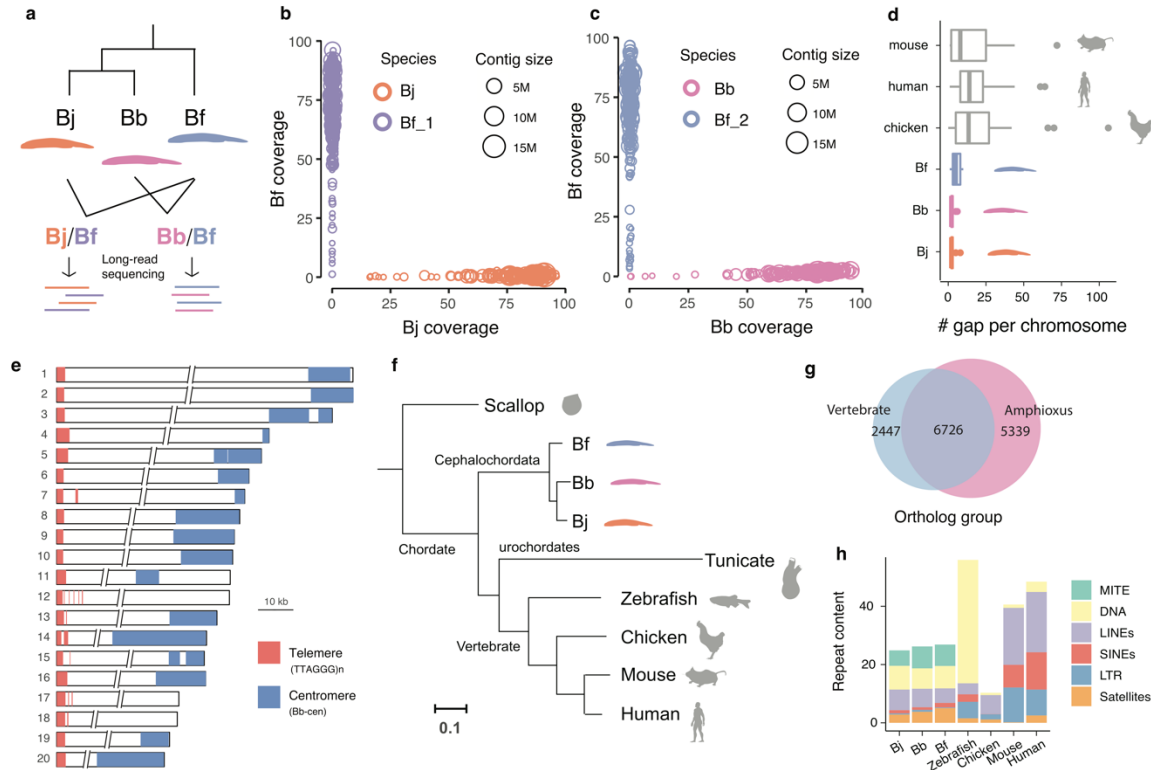 a
Bj
Bb
Bf
Bj/Bf
Bb/Bf
Long-read
sequencing
b
Bf coverage
100
75
50
25
0
0
25
50
75
100
Bj coverage
Species
Bj
Bf_1
Contig size
5M
10M
15M
c
Bf coverage
100
75
50
25
0
0
25
50
75
100
Bb coverage
Species
Bb
Bf_2
Contig size
5M
10M
15M
d
mouse
human
chicken
Bf
Bb
Bj
0
25
50
75
100
# gap per chromosome
e
1
2
3
4
5
6
7
8
9
10
11
12
13
14
15
16
17
18
19
20
10 kb
Telemere
(TTAGGG)n
Centromere
(Bb-cen)
f
Scallop
Bf
Cephalochordata
Bb
Bj
Chordate
urochordates
Tunicate
Zebrafish
Chicken
Vertebrate
Mouse
Human
0.1
g
Vertebrate
2447
6726
Amphioxus
5339
Ortholog group
h
Repeat content
40
20
0
Bj
Bb
Bf
Zebrafish
Chicken
Mouse
Human
MITE
DNA
LINEs
SINEs
LTR
Satellites